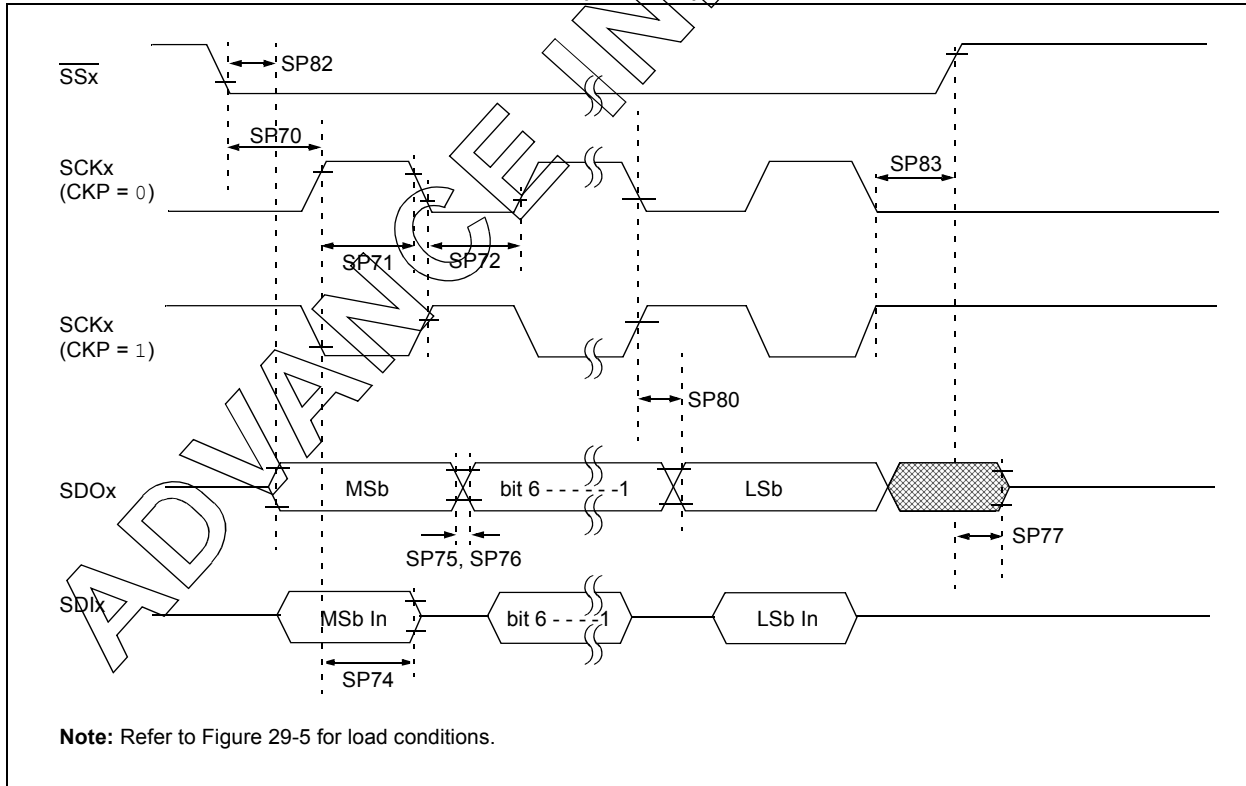 SSx
SP82
SP70
SCKx
(CKP = 0)
SP83
SP71
SP72
SCKx
(CKP = 1)
SP80
SDOx
MSb
bit 6 - - - - - -1
LSb
SP75, SP76
SP77
SDIx
MSb In
bit 6 - - - -1
LSb In
SP74
Note: Refer to Figure 29-5 for load conditions.
ADVANCE IN